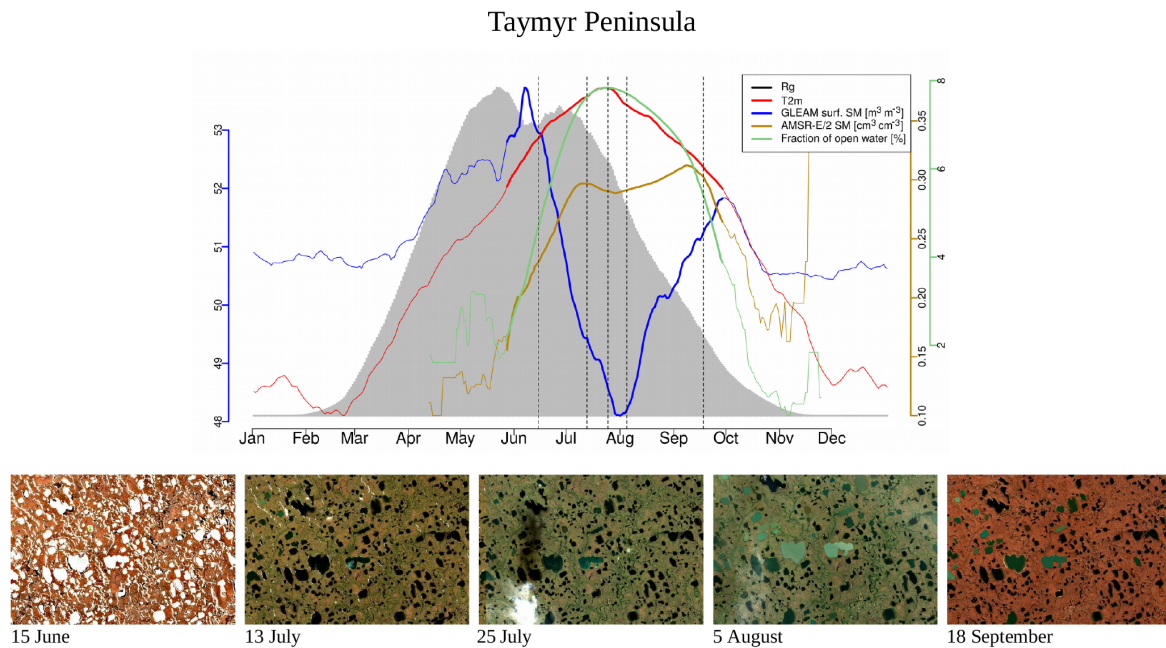 Taymyr Peninsula
Rg
T2m
GLEAM surf. SM [m³ m⁻³]
AMSR-E/2 SM [cm³ cm⁻³]
Fraction of open water [%]
53
52
51
50
49
48
0.35
0.30
0.25
0.20
0.15
0.10
8
6
4
2
Jan Feb Mar Apr May Jun Jul Aug Sep Oct Nov Dec
15 June 13 July 25 July 5 August 18 September